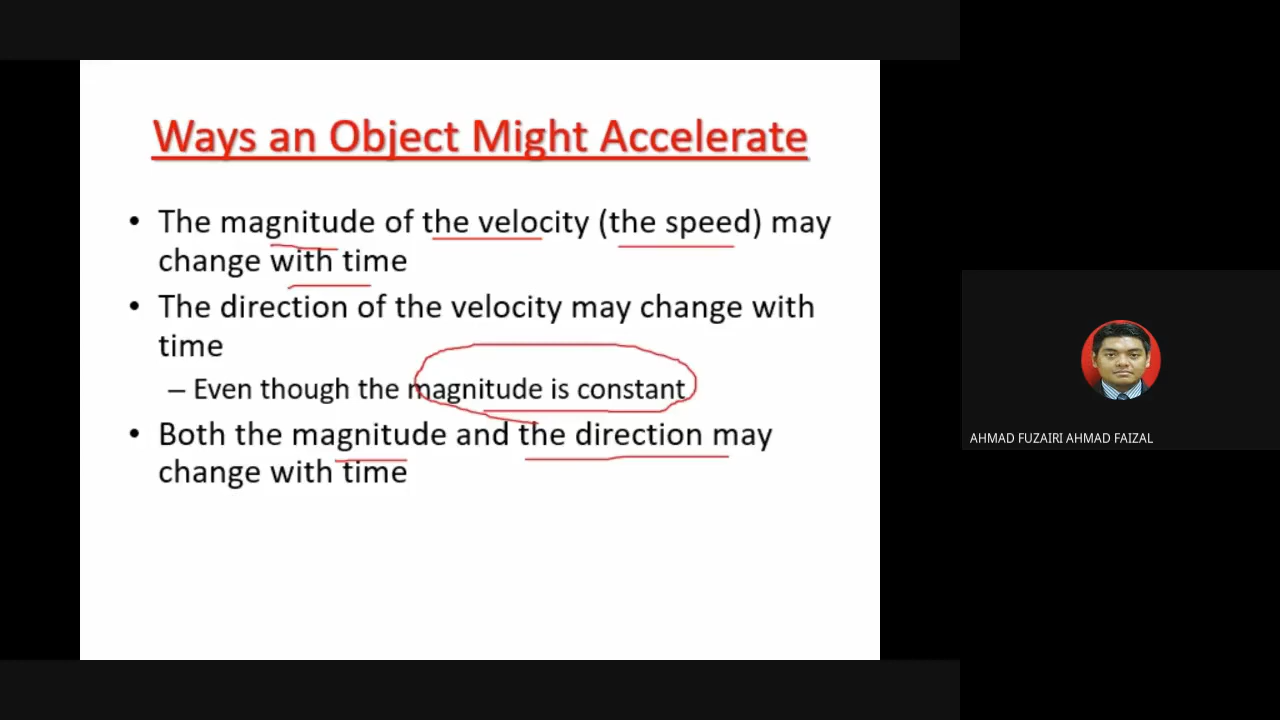 Ways an Object Might Accelerate
• The magnitude of the velocity (the speed) may
change with time
• The direction of the velocity may change with
time
– Even though the magnitude is constant
• Both the magnitude and the direction may
change with time
AHMAD FUZAIRI AHMAD FAIZAL